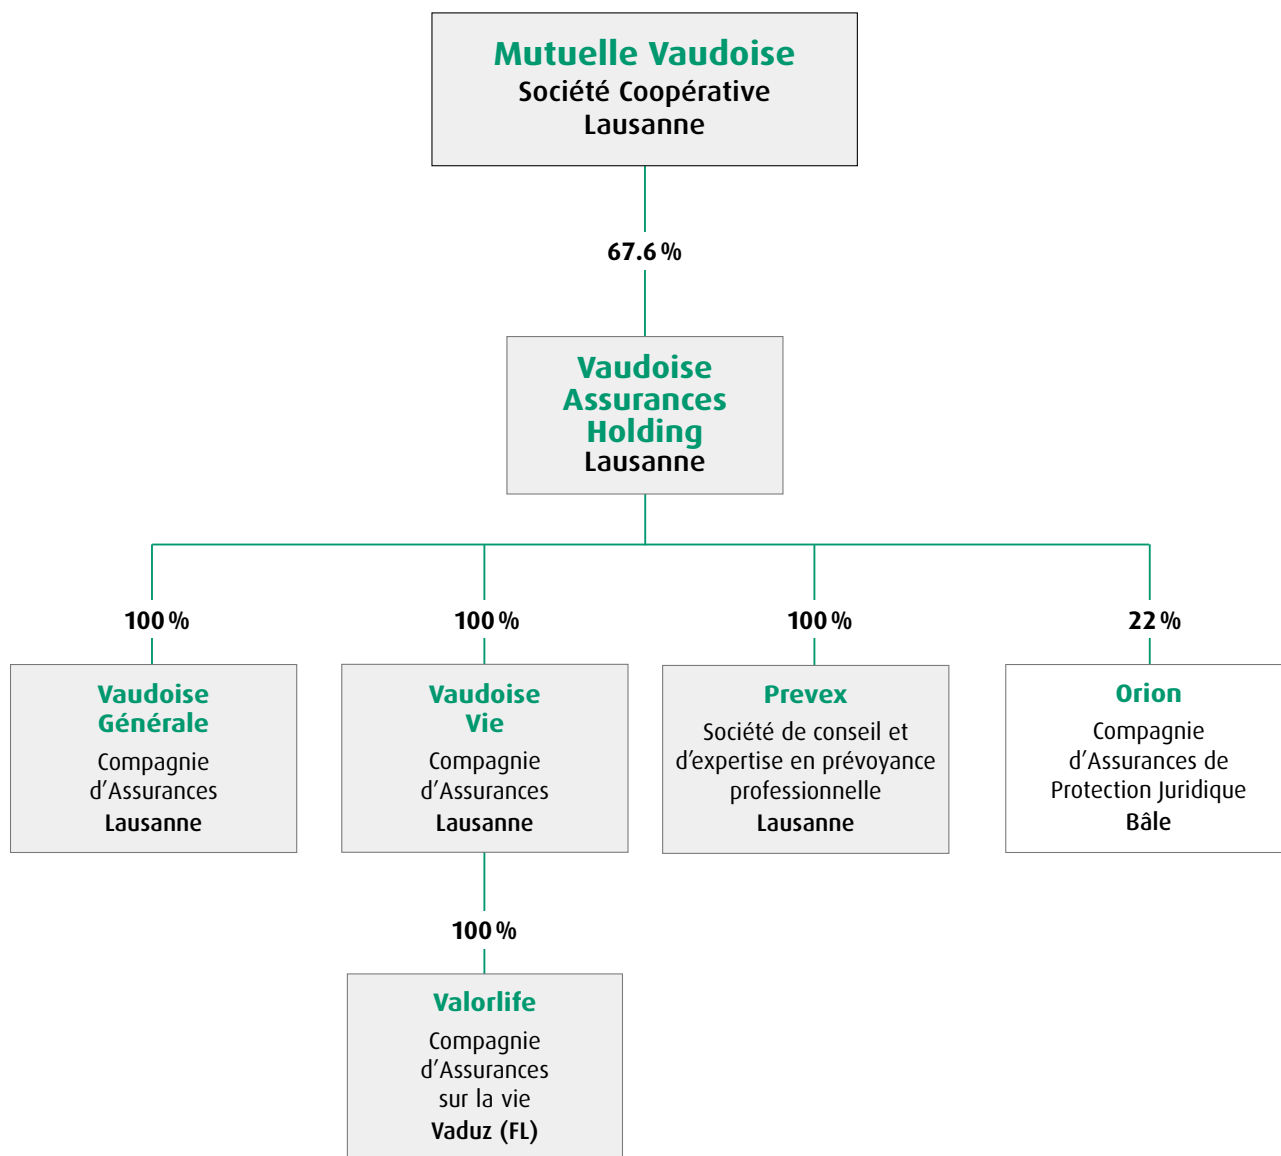 Mutuelle Vaudoise
Société Coopérative
Lausanne
67.6 %
Vaudoise
Assurances
Holding
Lausanne
100 %
100 %
100 %
22 %
Vaudoise
Générale
Compagnie
d’Assurances
Lausanne
Vaudoise
Vie
Compagnie
d’Assurances
Lausanne
Prevex
Société de conseil et
d’expertise en prévoyance
professionnelle
Lausanne
Orion
Compagnie
d’Assurances de
Protection Juridique
Bâle
100 %
Valorlife
Compagnie
d’Assurances
sur la vie
Vaduz (FL)